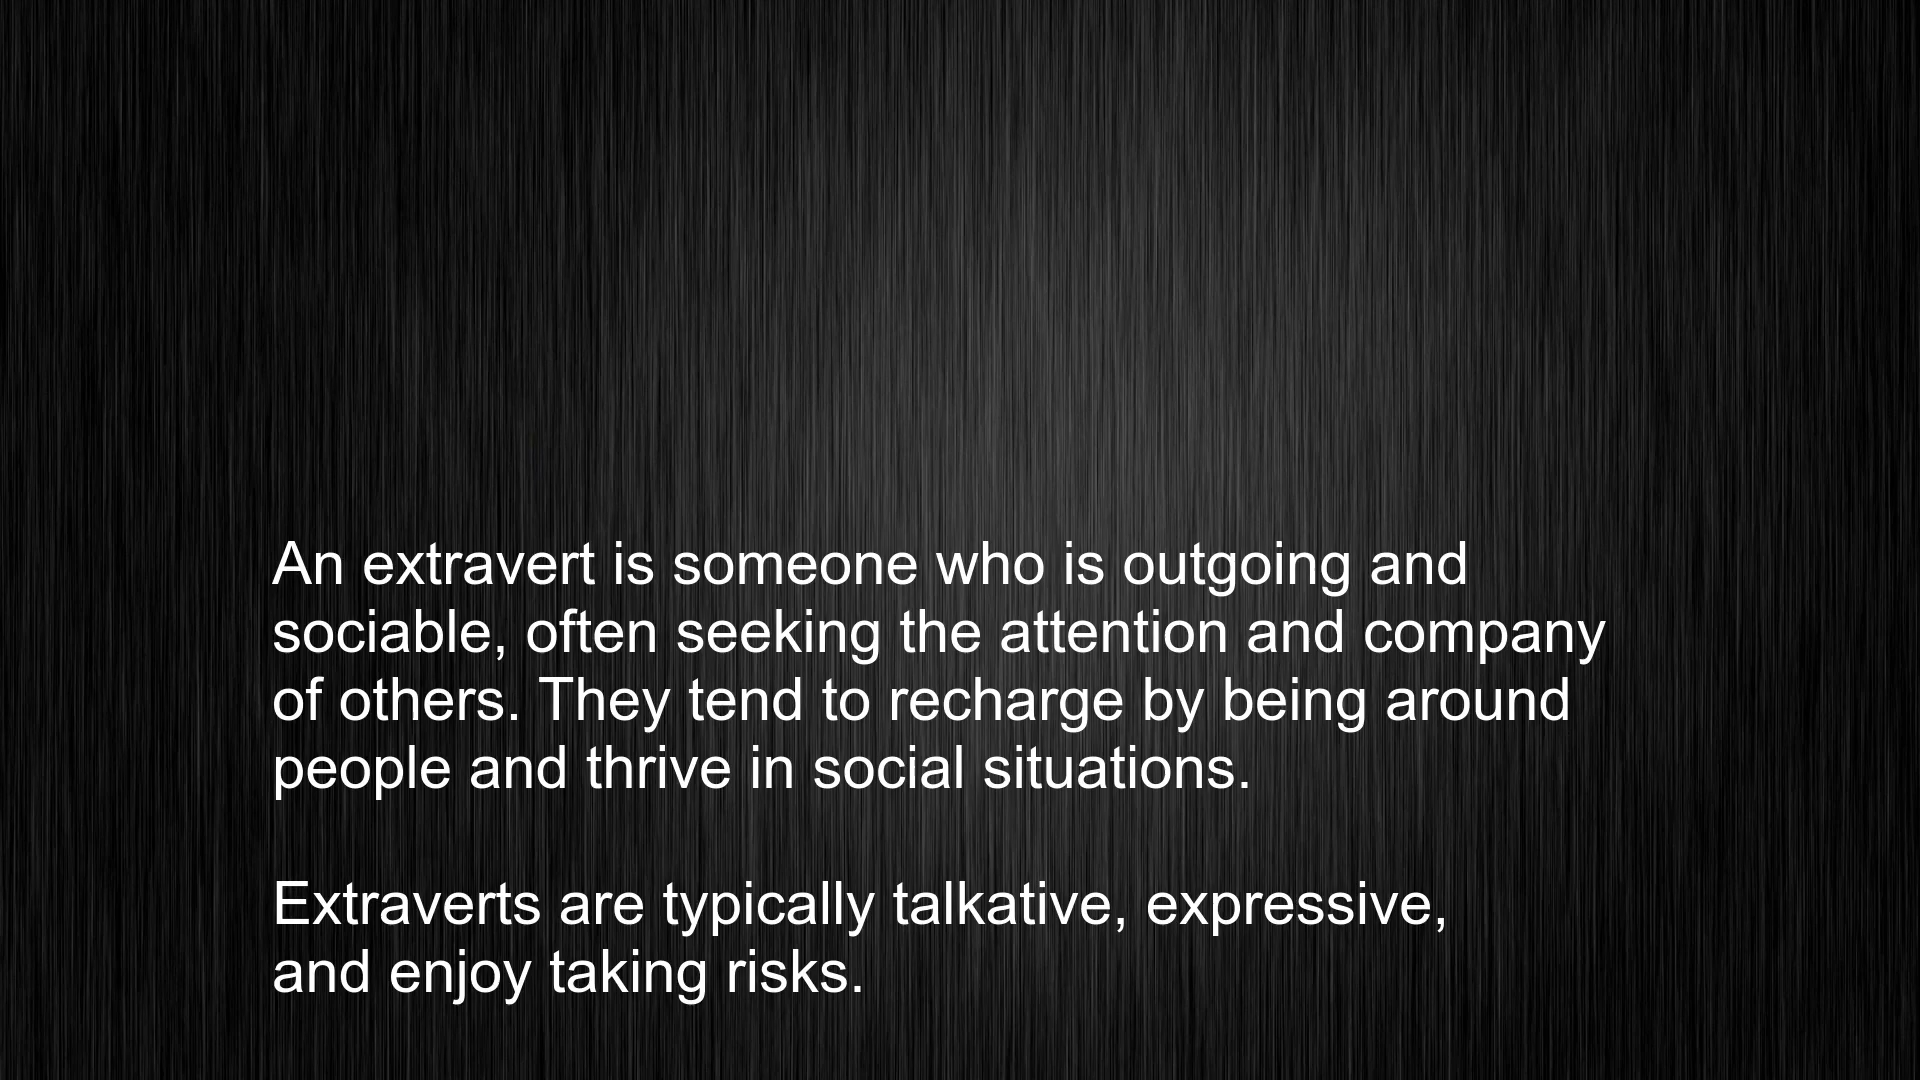 An extravert is someone who is outgoing and
sociable, often seeking the attention and company
of others. They tend to recharge by being around
people and thrive in social situations.
Extraverts are typically talkative, expressive,
and enjoy taking risks.